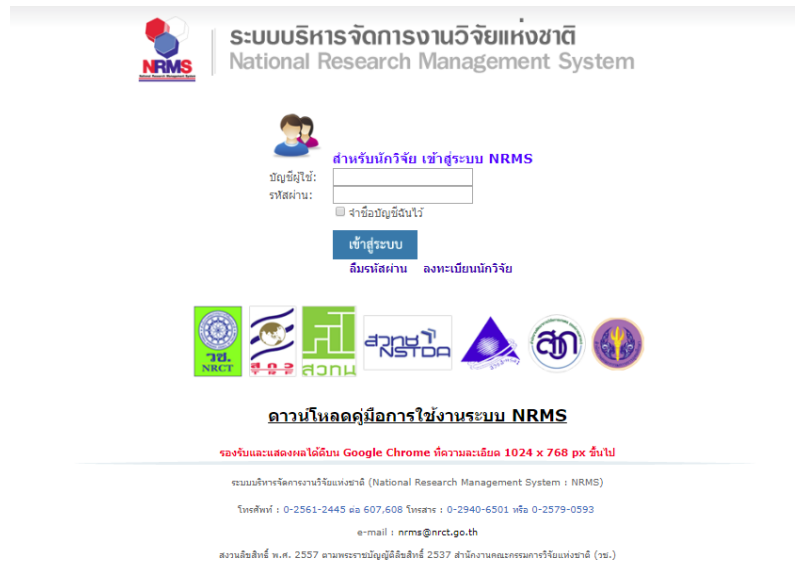 ระบบบริหารจัดการงานวิจัยแห่งชาติ
National Research Management System
NRMS
National Research Management System
สำหรับนักวิจัย เข้าสู่ระบบ NRMS
บัญชีผู้ใช้:
รหัสผ่าน:
จำชื่อบัญชีฉันไว้
เข้าสู่ระบบ
ลืมรหัสผ่าน ลงทะเบียนนักวิจัย
วช.
NRCT
สกว
TRF
สวทน
สวทช
NSTDA
สวก
ดาวน์โหลดคู่มือการใช้งานระบบ NRMS
รองรับและแสดงผลได้ดีบน Google Chrome ที่ความละเอียด 1024 x 768 px ขึ้นไป
ระบบบริหารจัดการงานวิจัยแห่งชาติ (National Research Management System : NRMS)
โทรศัพท์ : 0-2561-2445 ต่อ 607,608 โทรสาร : 0-2940-6501 หรือ 0-2579-0593
e-mail : nrms@nrct.go.th
สงวนลิขสิทธิ์ พ.ศ. 2557 ตามพระราชบัญญัติลิขสิทธิ์ 2537 สำนักงานคณะกรรมการวิจัยแห่งชาติ (วช.)